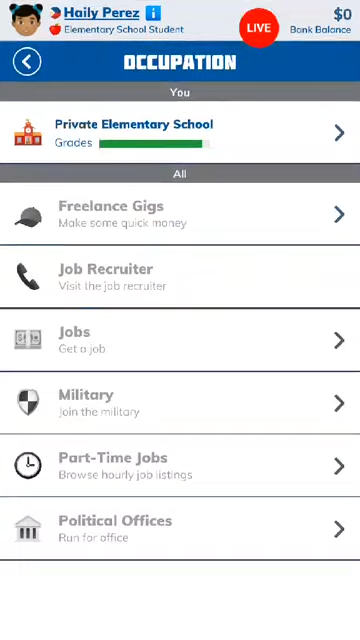 Haily Perez
$0
Elementary School Student
LIVE
Bank Balance
OCCUPATION
You
Private Elementary School
Grades
All
Freelance Gigs
Make some quick money
Job Recruiter
Visit the job recruiter
Jobs
Get a job
Military
Join the military
Part-Time Jobs
Browse hourly job listings
Political Offices
Run for office